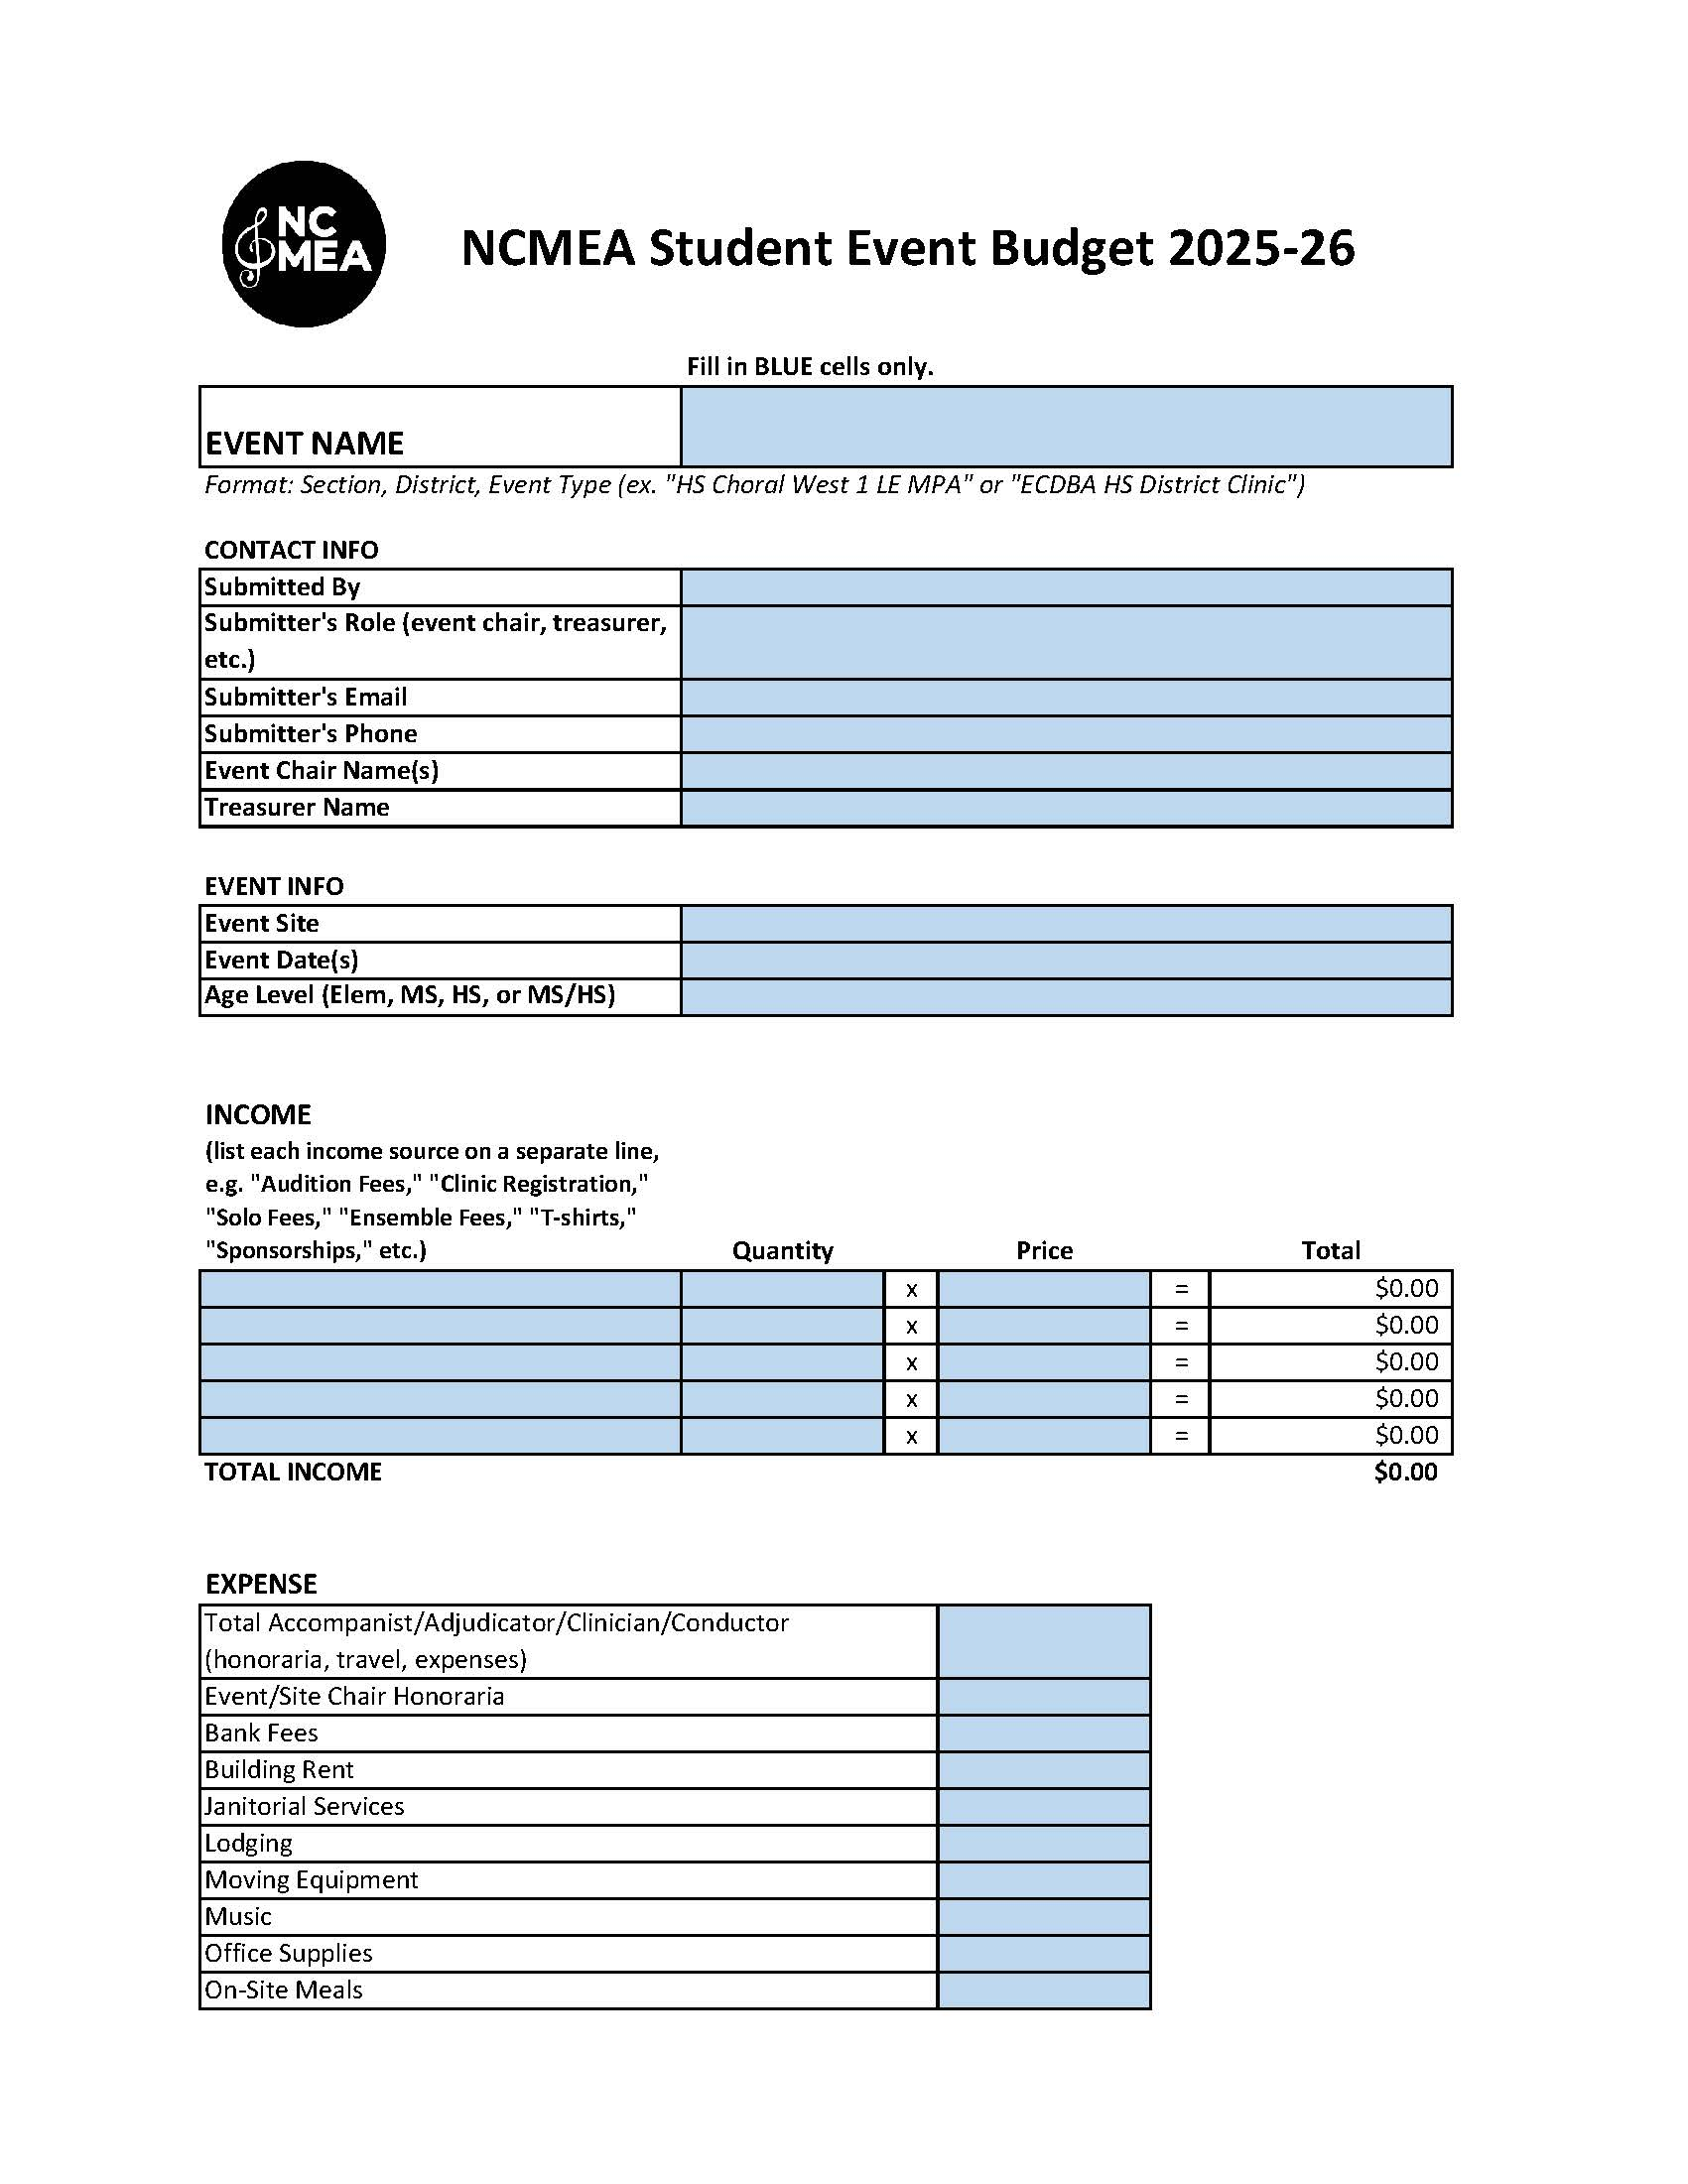 NC
MEA
NCMEA Student Event Budget 2025-26
Fill in BLUE cells only.
EVENT NAME
Format: Section, District, Event Type (ex. "HS Choral West 1 LE MPA" or "ECDBA HS District Clinic")
CONTACT INFO
Submitted By
Submitter's Role (event chair, treasurer,
etc.)
Submitter's Email
Submitter's Phone
Event Chair Name(s)
Treasurer Name
EVENT INFO
Event Site
Event Date(s)
Age Level (Elem, MS, HS, or MS/HS)
INCOME
(list each income source on a separate line,
e.g. "Audition Fees," "Clinic Registration,"
"Solo Fees," "Ensemble Fees," "T-shirts,"
"Sponsorships," etc.) Quantity Price Total
x = $0.00
x = $0.00
x = $0.00
x = $0.00
x = $0.00
TOTAL INCOME $0.00
EXPENSE
Total Accompanist/Adjudicator/Clinician/Conductor
(honoraria, travel, expenses)
Event/Site Chair Honoraria
Bank Fees
Building Rent
Janitorial Services
Lodging
Moving Equipment
Music
Office Supplies
On-Site Meals